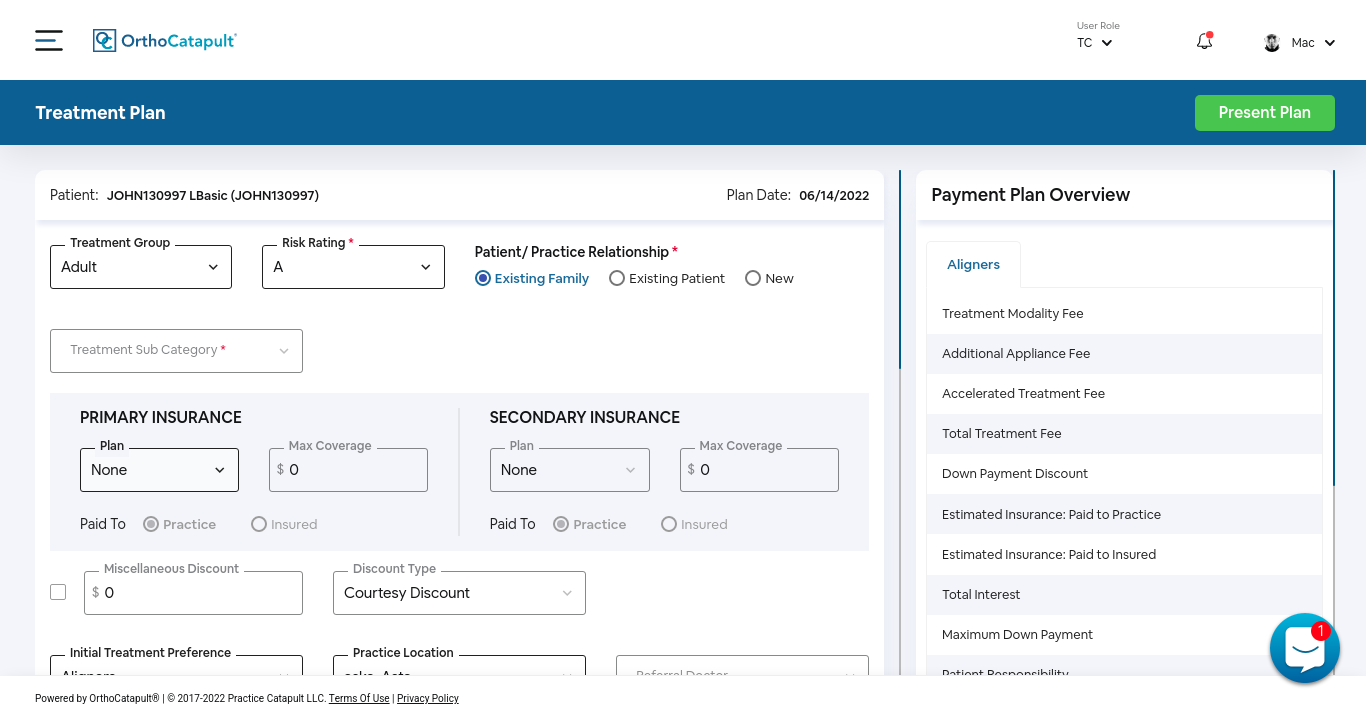 OrthoCatapult®
User Role
TC
Mac
Treatment Plan
Present Plan
Patient: JOHN130997 LBasic (JOHN130997)
Plan Date: 06/14/2022
Treatment Group
Adult
Risk Rating *
A
Patient/ Practice Relationship *
Existing Family
Existing Patient
New
Treatment Sub Category *
PRIMARY INSURANCE
Plan
None
Max Coverage
$ 0
Paid To
Practice
Insured
SECONDARY INSURANCE
Plan
None
Max Coverage
$ 0
Paid To
Practice
Insured
Miscellaneous Discount
$ 0
Discount Type
Courtesy Discount
Initial Treatment Preference
Aligners
Practice Location
Referral Doctor
Payment Plan Overview
Aligners
Treatment Modality Fee
Additional Appliance Fee
Accelerated Treatment Fee
Total Treatment Fee
Down Payment Discount
Estimated Insurance: Paid to Practice
Estimated Insurance: Paid to Insured
Total Interest
Maximum Down Payment
Patient Responsibility
1
Powered by OrthoCatapult® | © 2017-2022 Practice Catapult LLC. Terms Of Use | Privacy Policy